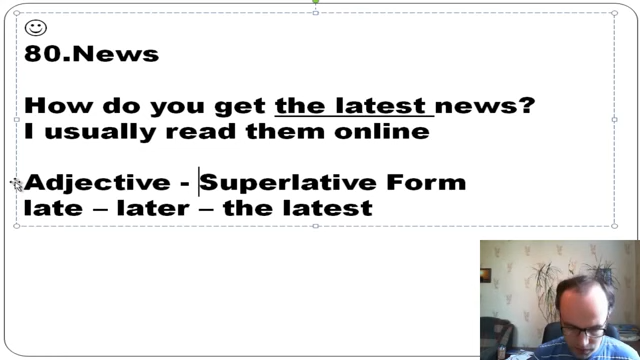 80.News
How do you get the latest news?
I usually read them online
Adjective - Superlative Form
late – later – the latest